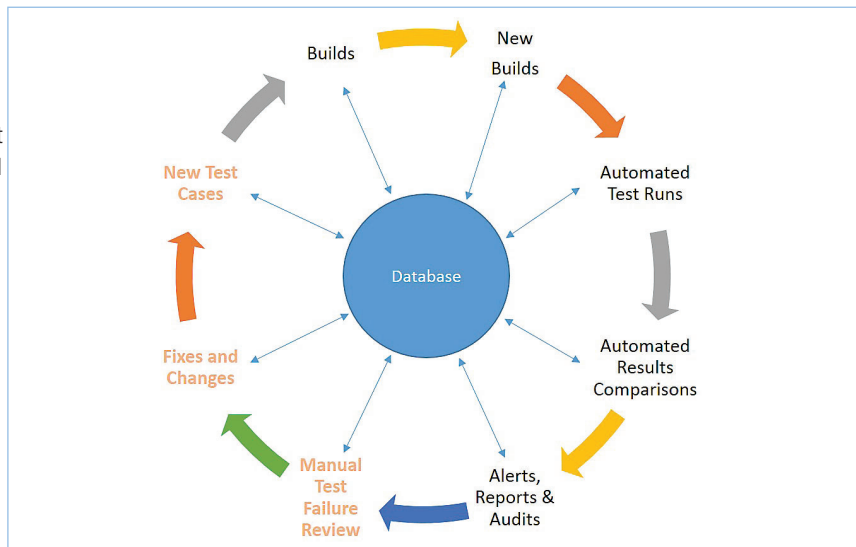 Builds
New
Builds
Automated
Test Runs
Automated
Results
Comparisons
Alerts,
Reports &
Audits
Manual
Test
Failure
Review
Fixes and
Changes
New Test
Cases
Database